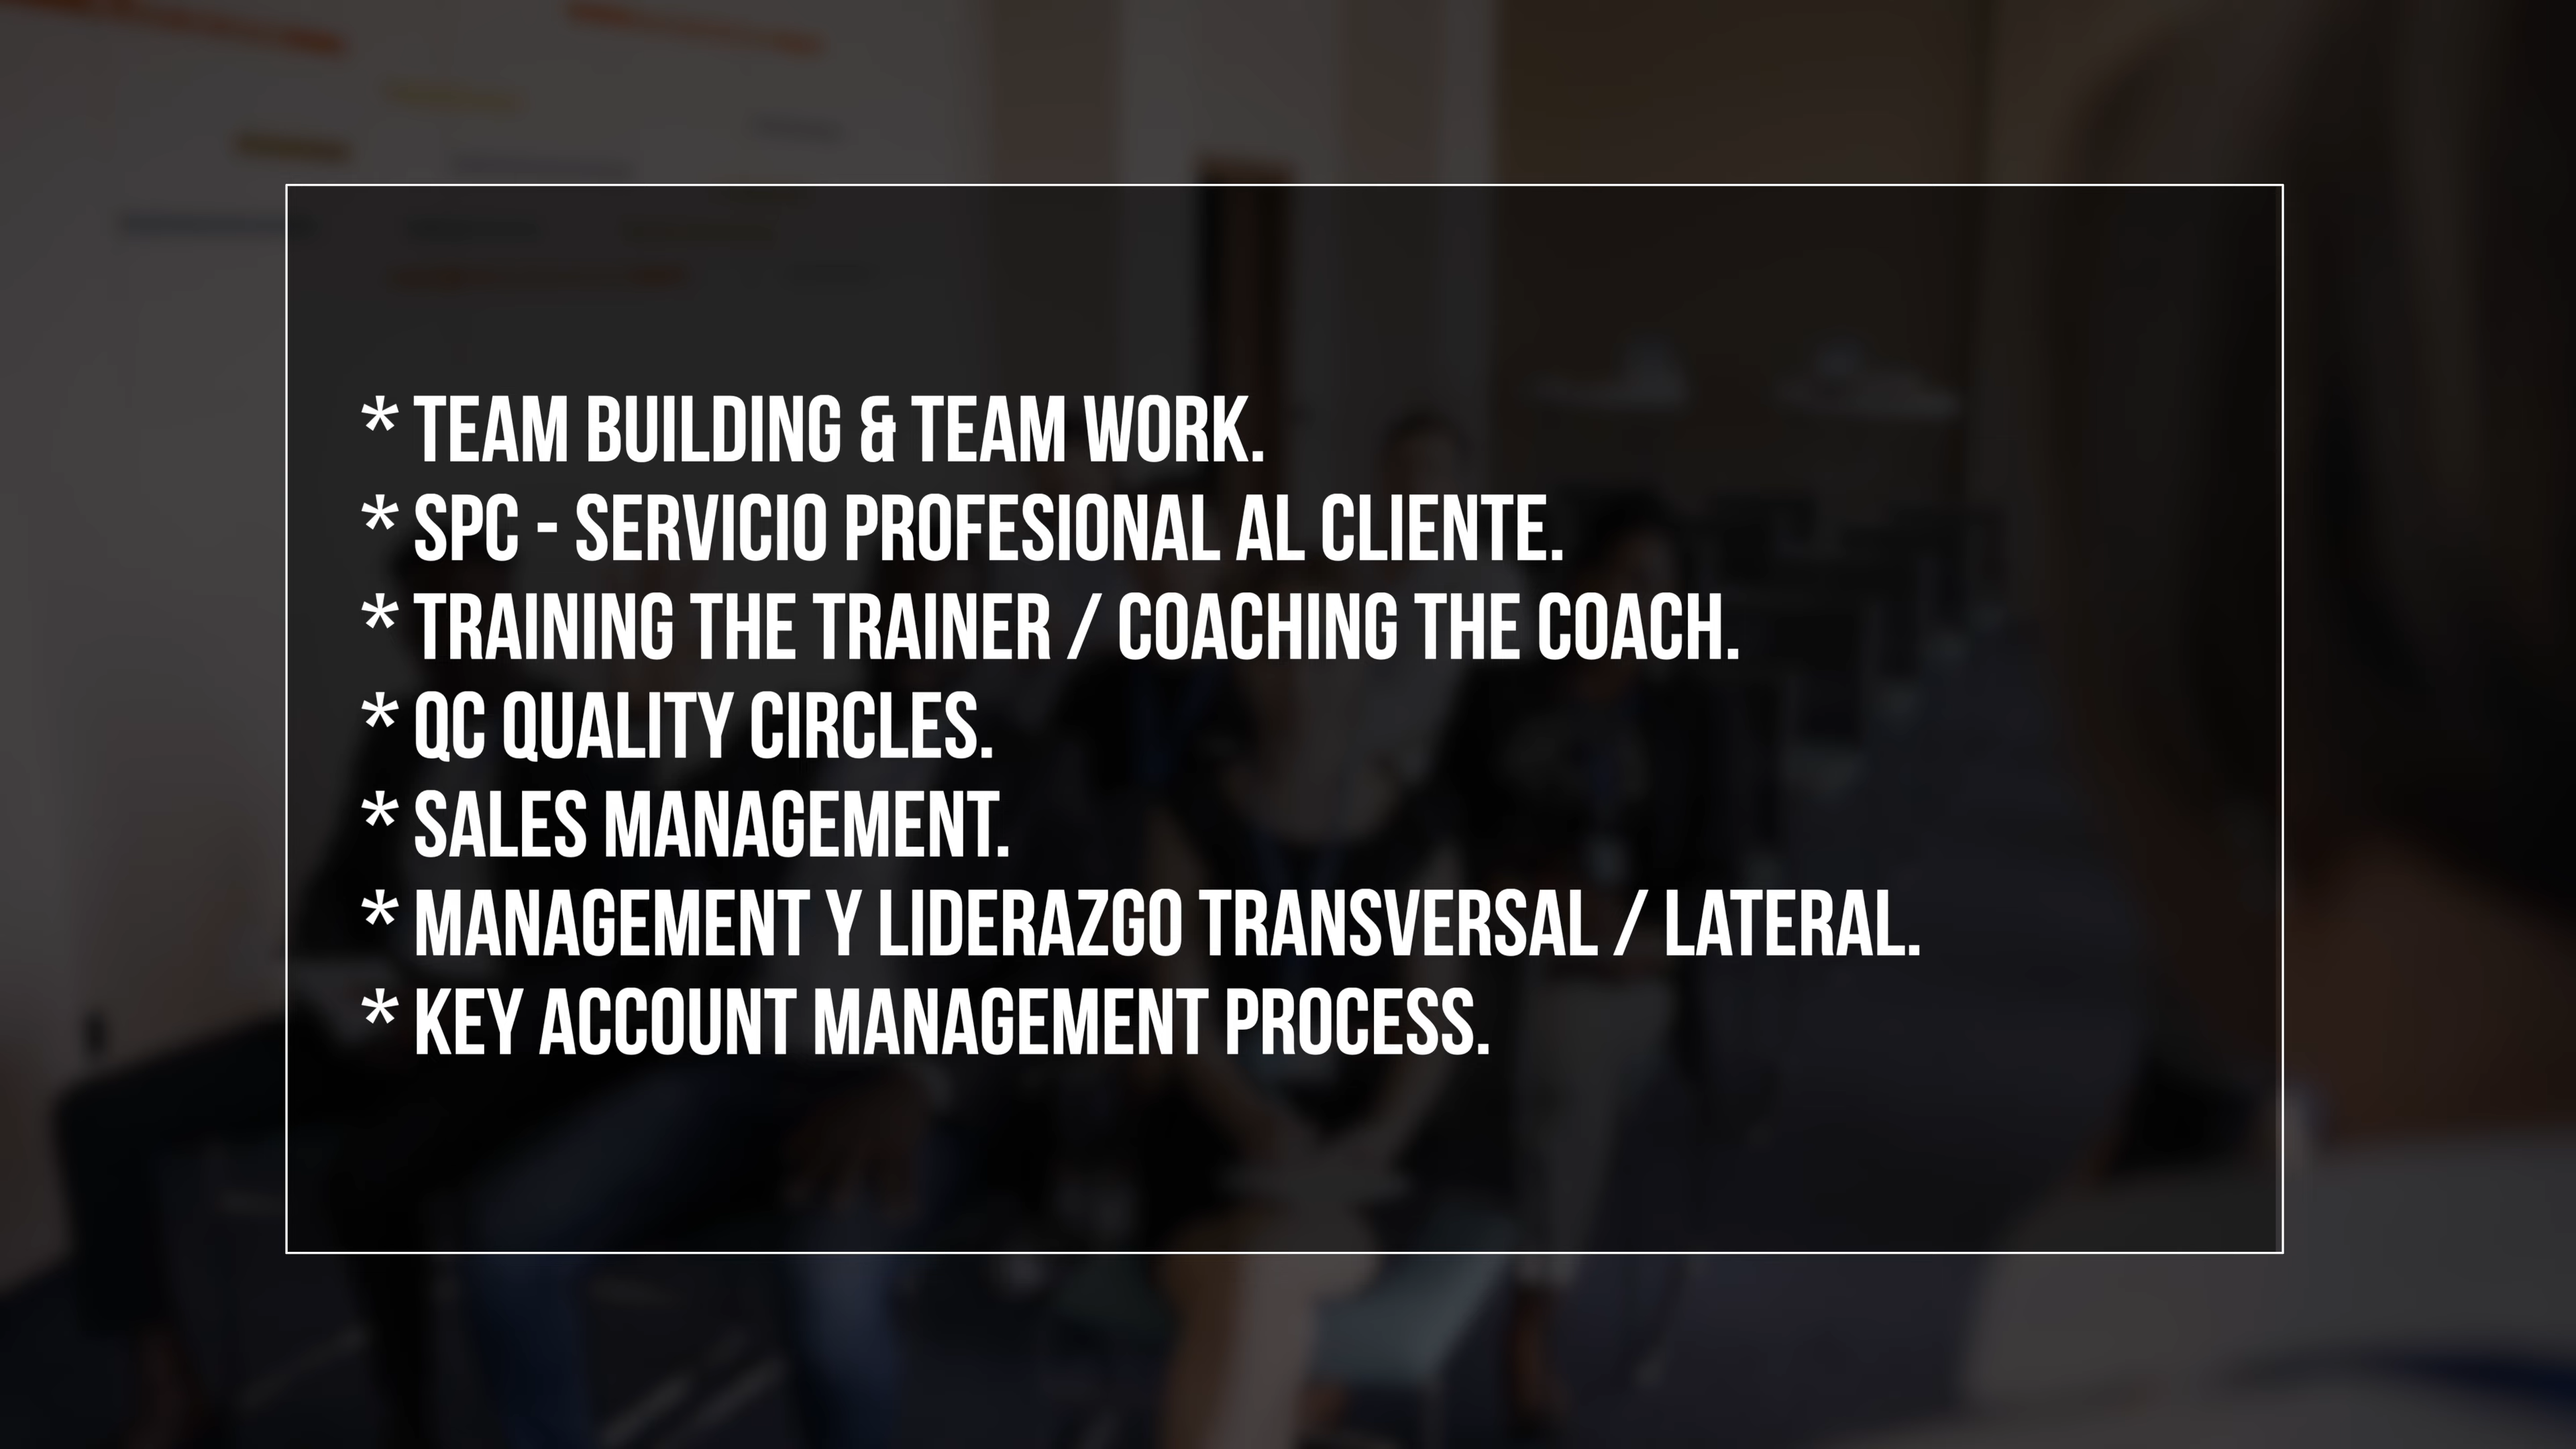 * TEAM BUILDING & TEAM WORK.
* SPC - SERVICIO PROFESIONAL AL CLIENTE.
* TRAINING THE TRAINER / COACHING THE COACH.
* QC QUALITY CIRCLES.
* SALES MANAGEMENT.
* MANAGEMENT Y LIDERAZGO TRANSVERSAL / LATERAL.
* KEY ACCOUNT MANAGEMENT PROCESS.